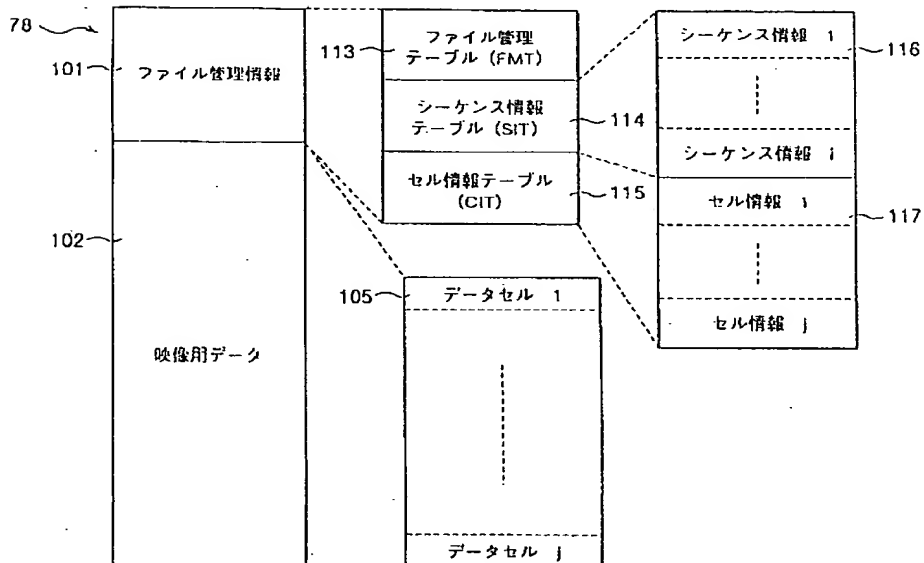 78
101
ファイル管理情報
102
映像用データ
113
ファイル管理
テーブル (FMT)
シーケンス情報
テーブル (SIT)
114
セル情報テーブル
(CIT)
115
シーケンス情報 1
116
シーケンス情報 i
セル情報 1
117
セル情報 j
105
データセル 1
データセル j